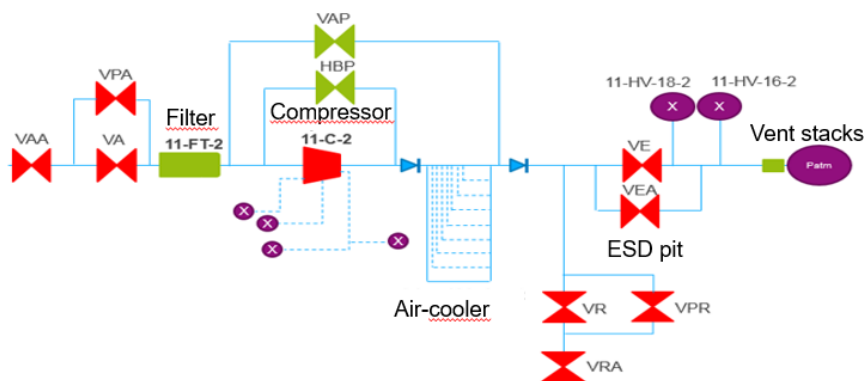 VAP
VPA
HBP
11-HV-18-2
11-HV-16-2
Filter
Compressor
X
X
Vent stacks
VAA
VA
11-FT-2
11-C-2
VE
Patm
VEA
X
X
X
X
ESD pit
Air-cooler
VR
VPR
VRA